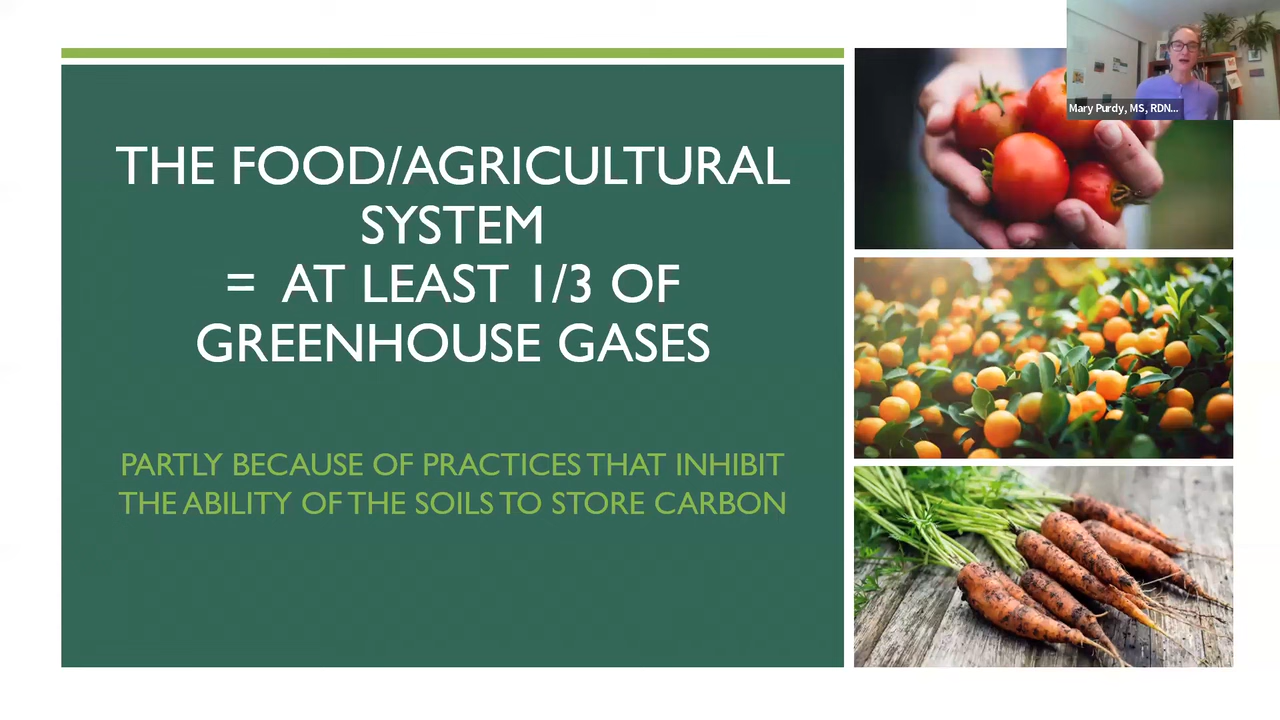 THE FOOD/AGRICULTURAL
SYSTEM
= AT LEAST 1/3 OF
GREENHOUSE GASES
PARTLY BECAUSE OF PRACTICES THAT INHIBIT
THE ABILITY OF THE SOILS TO STORE CARBON
Mary Purdy, MS, RDN...